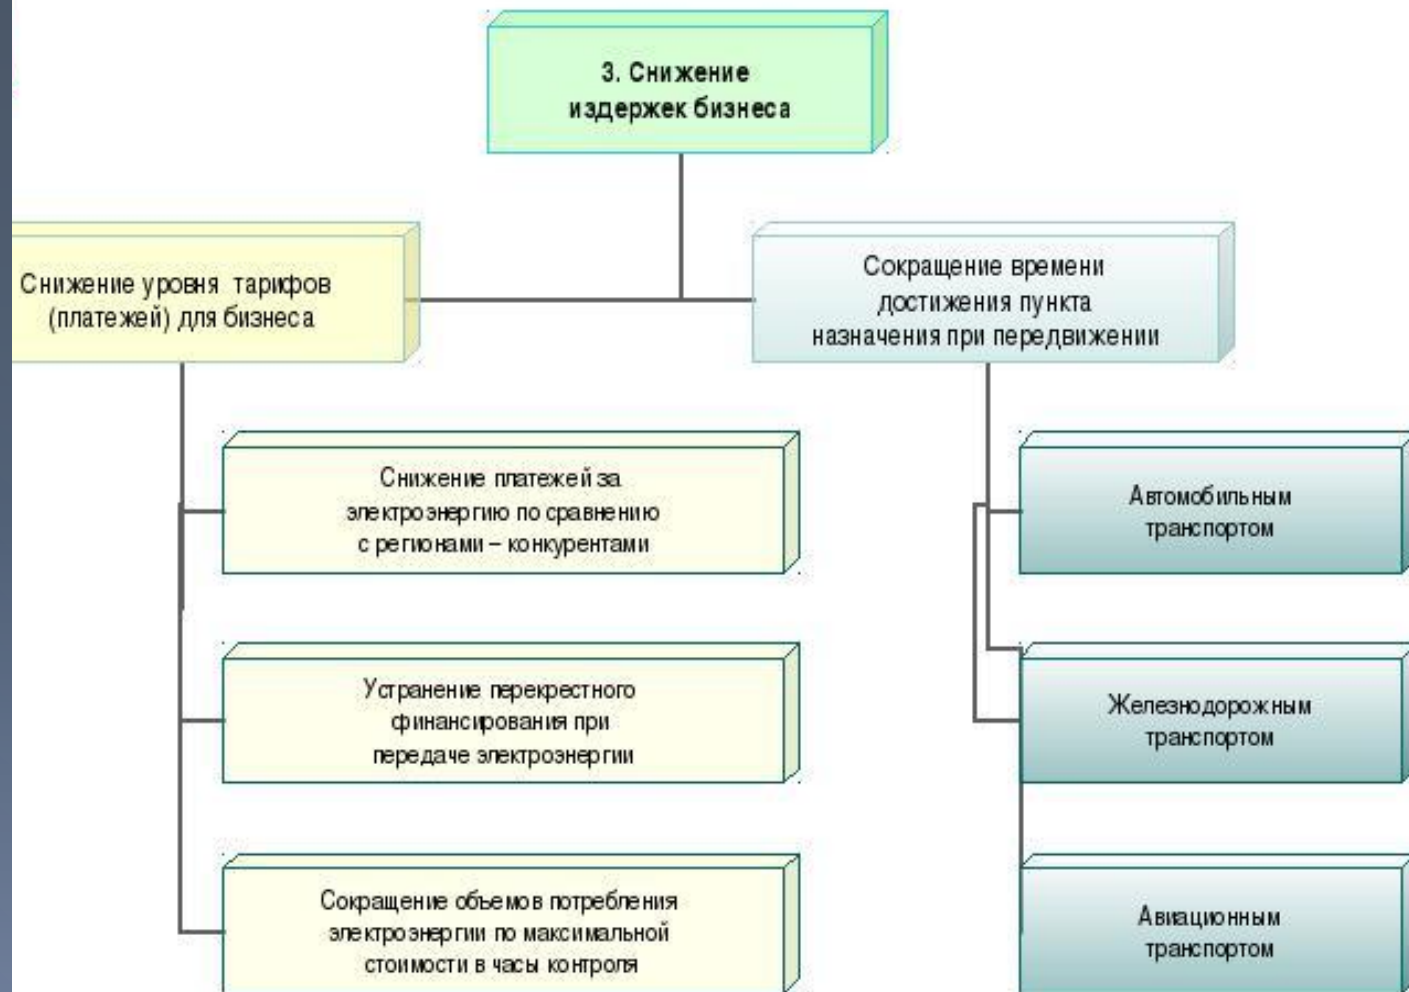 3. Снижение
издержек бизнеса
Снижение уровня тарифов
(платежей) для бизнеса
Сокращение времени
достижения пункта
назначения при передвижении
Снижение платежей за
электроэнергию по сравнению
с регионами – конкурентами
Автомобильным
транспортом
Устранение перекрестного
финансирования при
передаче электроэнергии
Железнодорожным
транспортом
Сокращение объемов потребления
электроэнергии по максимальной
стоимости в часы контроля
Авиационным
транспортом